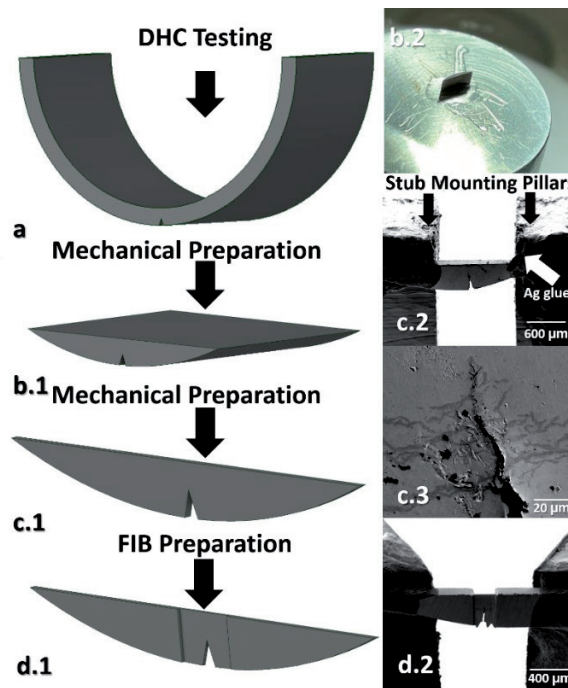 DHC Testing
a
Mechanical Preparation
b.1
Mechanical Preparation
c.1
FIB Preparation
d.1
b.2
Stub Mounting Pillars
Ag glue
c.2
600 µm
c.3
20 µm
d.2
400 µm